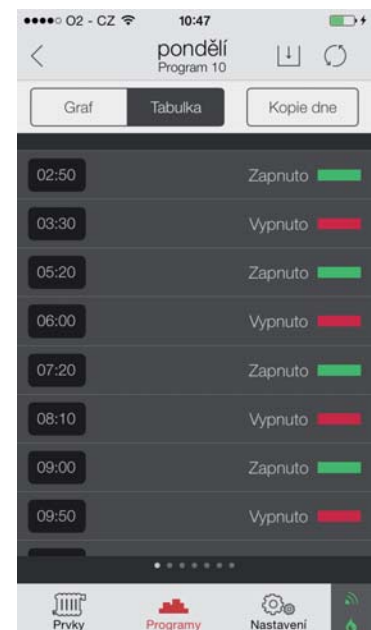 O2 - CZ 10:47
pondělí
Program 10
Graf Tabulka Kopie dne
02:50 Zapnuto
03:30 Vypnuto
05:20 Zapnuto
06:00 Vypnuto
07:20 Zapnuto
08:10 Vypnuto
09:00 Zapnuto
09:50 Vypnuto
Prvky Programy Nastavení